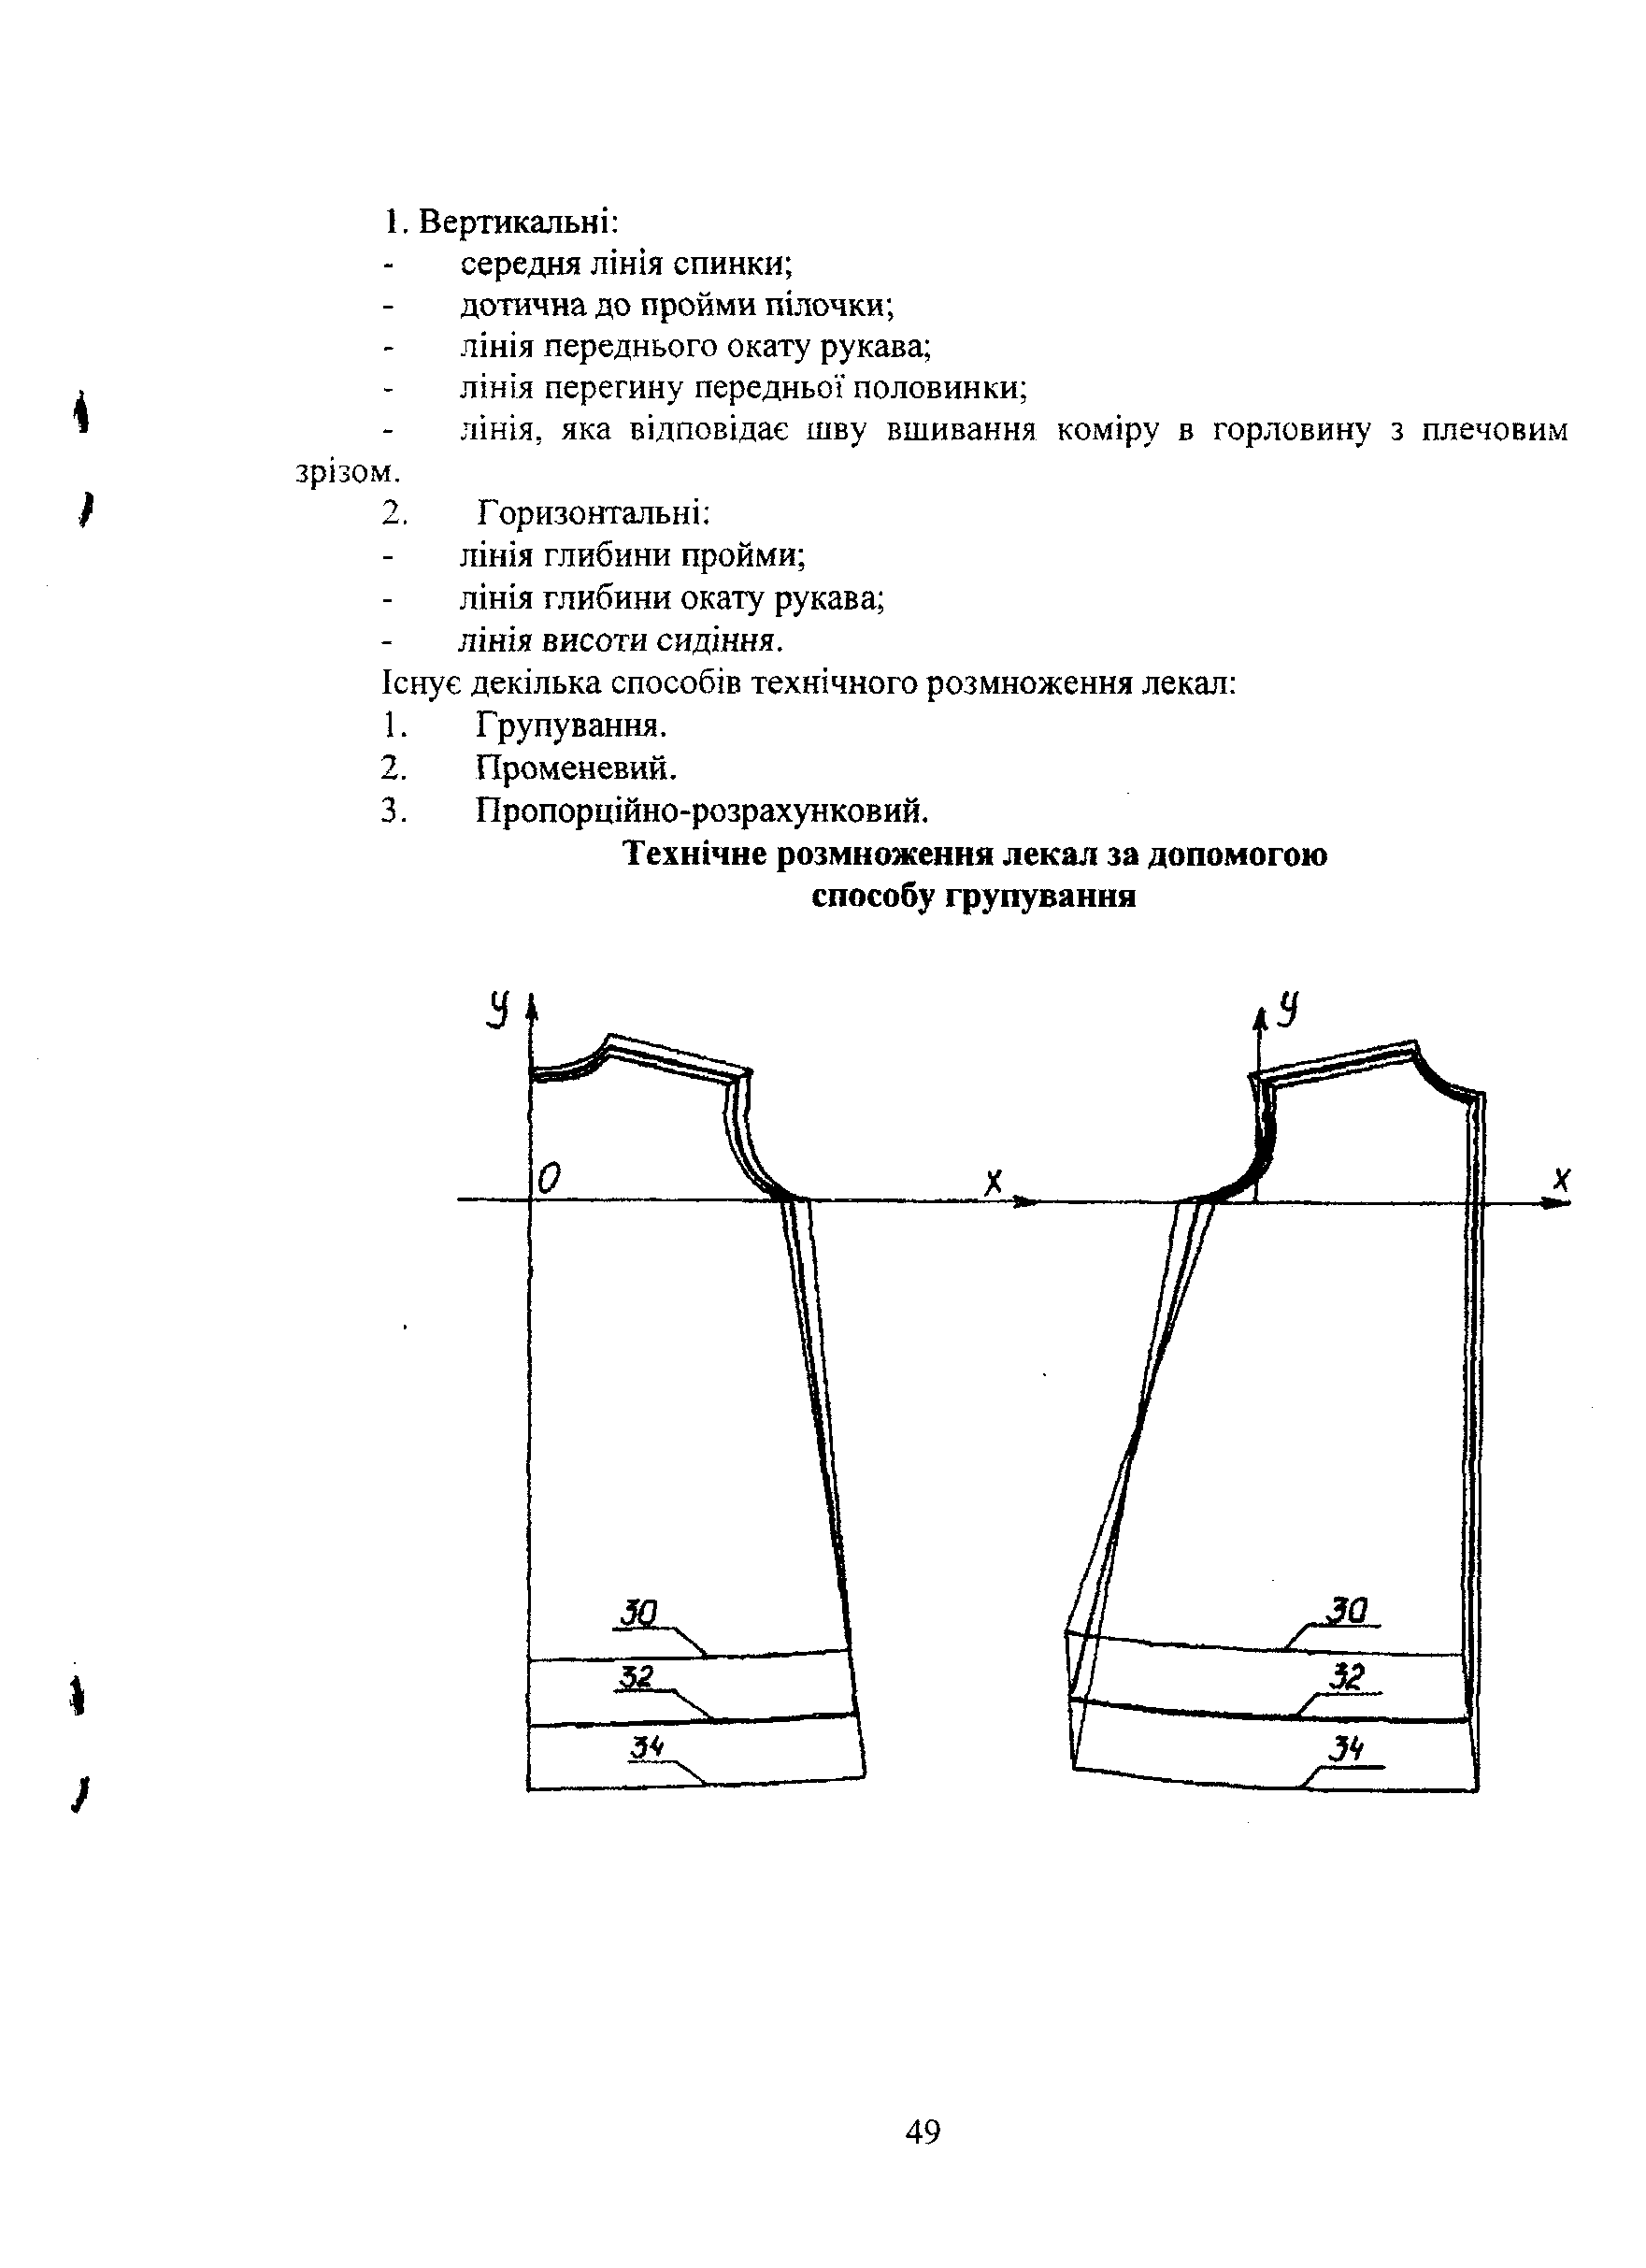 1. Вертикальні:
- середня лінія спинки;
- дотична до пройми пілочки;
- лінія переднього окату рукава;
- лінія перегину передньої половинки;
- лінія, яка відповідає шву вшивання коміру в горловину з плечовим
зрізом.
2. Горизонтальні:
- лінія глибини пройми;
- лінія глибини окату рукава;
- лінія висоти сидіння.
Існує декілька способів технічного розмноження лекал:
1. Групування.
2. Променевий.
3. Пропорційно-розрахунковий.
Технічне розмноження лекал за допомогою
способу групування
У У
О Х Х
30 30
32 32
34 34
49